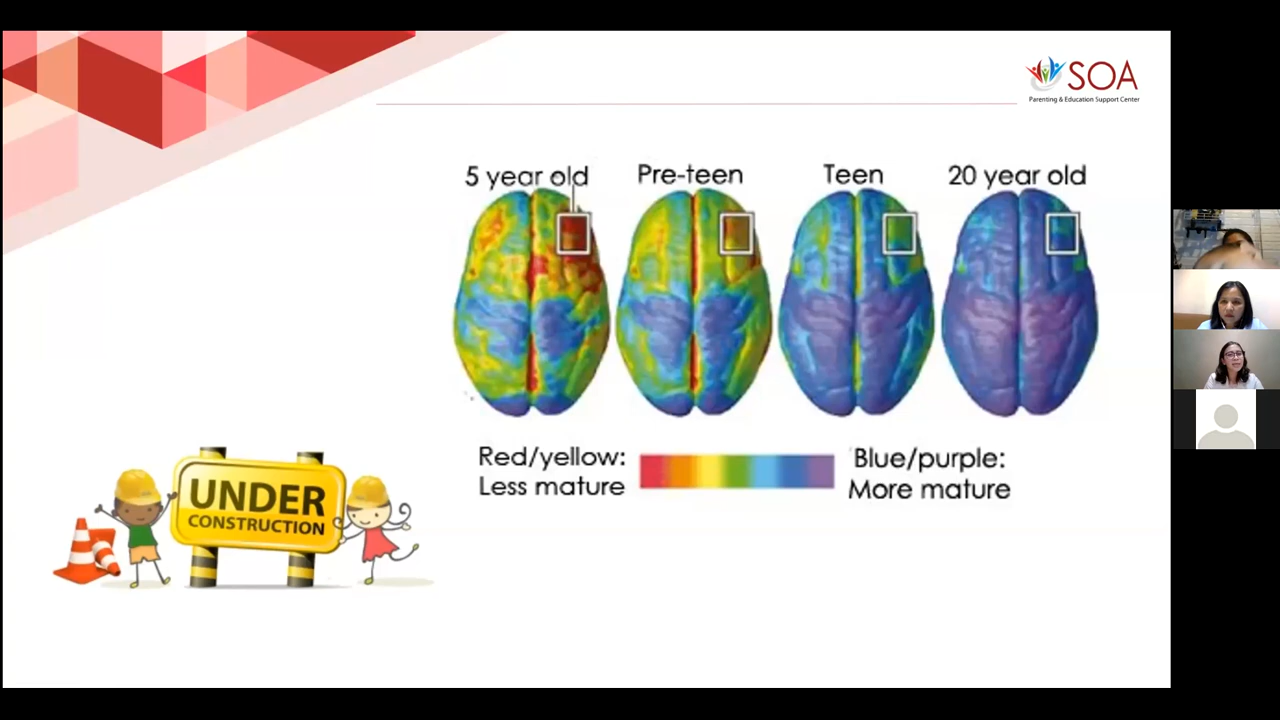 SOA
Parenting & Education Support Center
5 year old
Pre-teen
Teen
20 year old
Red/yellow:
Less mature
Blue/purple:
More mature
UNDER
CONSTRUCTION